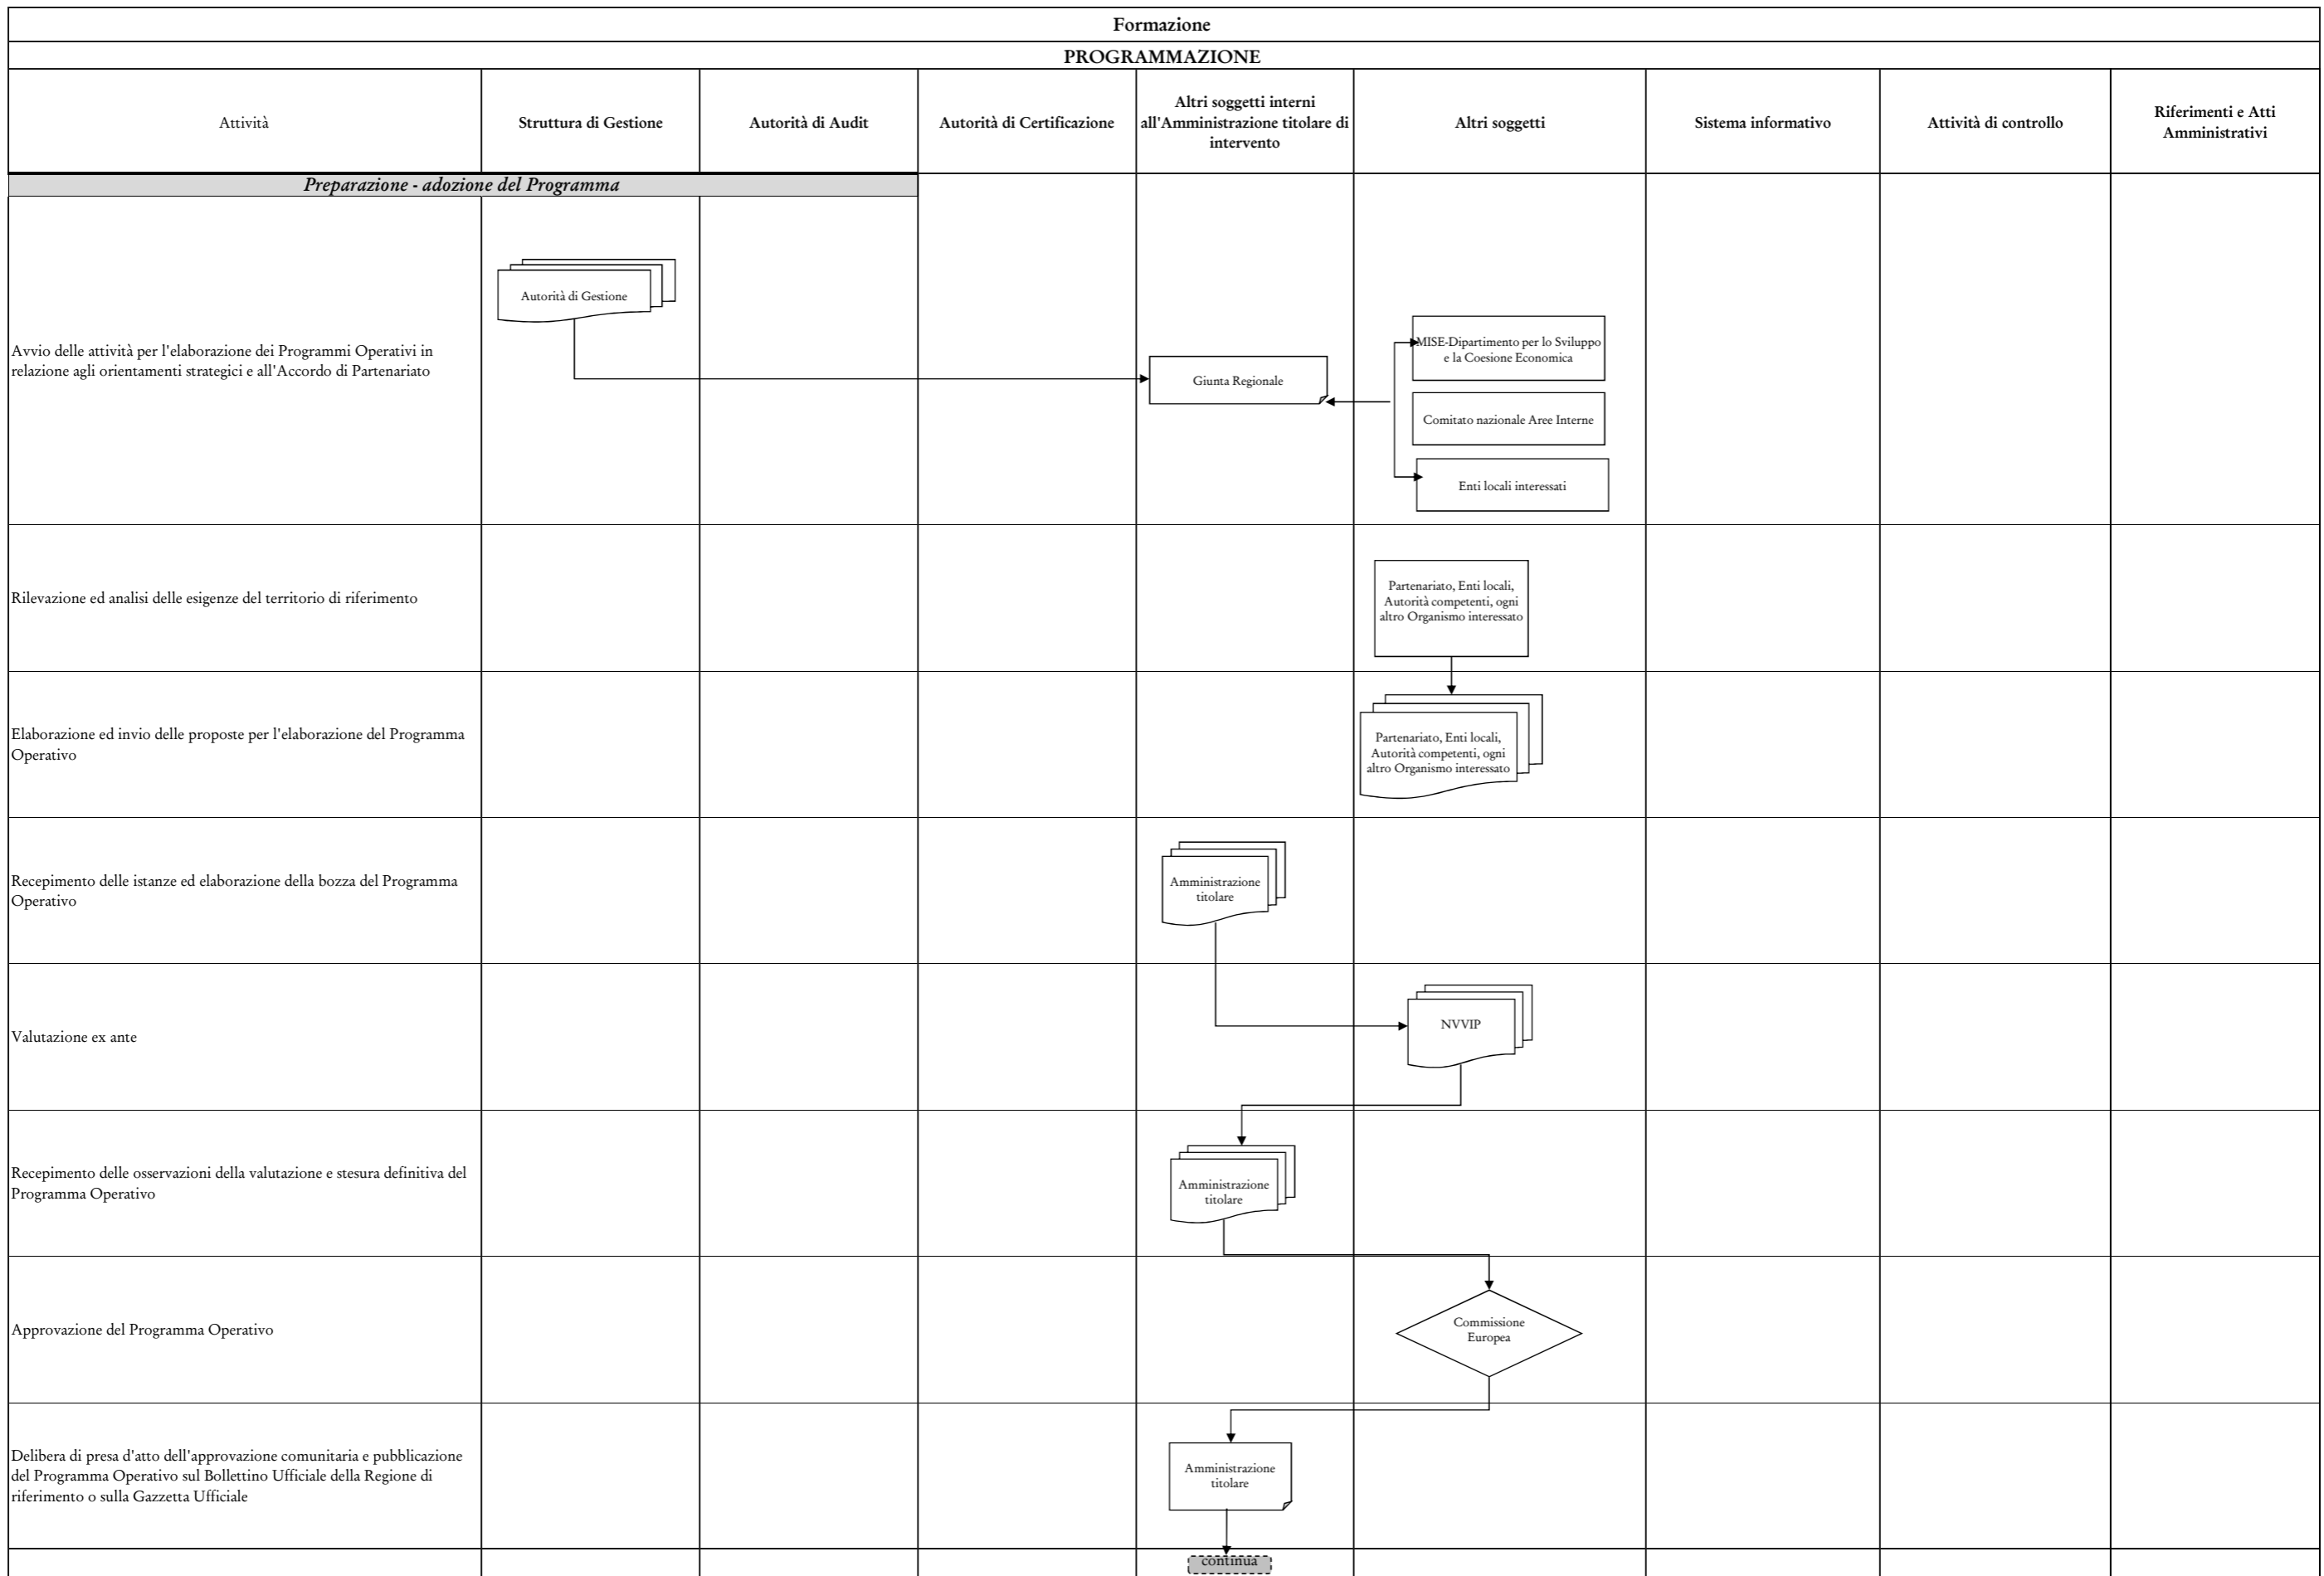 Formazione
PROGRAMMAZIONE
Attività
Struttura di Gestione
Autorità di Audit
Autorità di Certificazione
Altri soggetti interni
all'Amministrazione titolare di
intervento
Altri soggetti
Sistema informativo
Attività di controllo
Riferimenti e Atti
Amministrativi
Preparazione - adozione del Programma
Avvio delle attività per l'elaborazione dei Programmi Operativi in
relazione agli orientamenti strategici e all'Accordo di Partenariato
Autorità di Gestione
Giunta Regionale
MISE-Dipartimento per lo Sviluppo
e la Coesione Economica
Comitato nazionale Aree Interne
Enti locali interessati
Rilevazione ed analisi delle esigenze del territorio di riferimento
Partenariato, Enti locali,
Autorità competenti, ogni
altro Organismo interessato
Elaborazione ed invio delle proposte per l'elaborazione del Programma
Operativo
Partenariato, Enti locali,
Autorità competenti, ogni
altro Organismo interessato
Recepimento delle istanze ed elaborazione della bozza del Programma
Operativo
Amministrazione
titolare
Valutazione ex ante
NVVIP
Recepimento delle osservazioni della valutazione e stesura definitiva del
Programma Operativo
Amministrazione
titolare
Approvazione del Programma Operativo
Commissione
Europea
Delibera di presa d'atto dell'approvazione comunitaria e pubblicazione
del Programma Operativo sul Bollettino Ufficiale della Regione di
riferimento o sulla Gazzetta Ufficiale
Amministrazione
titolare
continua